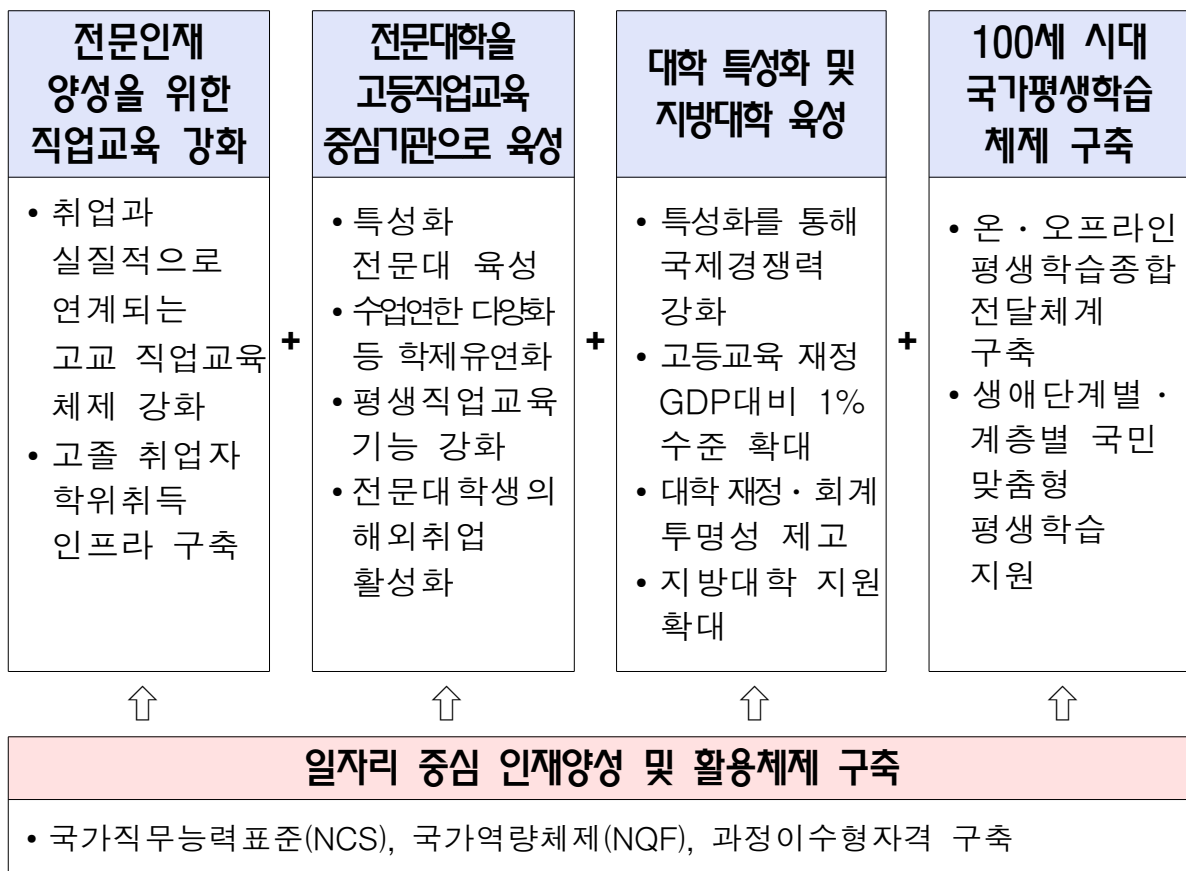 전문인재
양성을 위한
직업교육 강화
• 취업과
실질적으로
연계되는
고교 직업교육
체제 강화
• 고졸 취업자
학위취득
인프라 구축
+
전문대학을
고등직업교육
중심기관으로 육성
• 특성화
전문대 육성
• 수업연한 다양화
등 학제유연화
• 평생직업교육
기능 강화
• 전문대학생의
해외취업
활성화
+
대학 특성화 및
지방대학 육성
• 특성화를 통해
국제경쟁력
강화
• 고등교육 재정
GDP대비 1%
수준 확대
• 대학 재정·회계
투명성 제고
• 지방대학 지원
확대
+
100세 시대
국가평생학습
체제 구축
• 온·오프라인
평생학습종합
전달체계
구축
• 생애단계별·
계층별 국민
맞춤형
평생학습
지원
일자리 중심 인재양성 및 활용체제 구축
• 국가직무능력표준(NCS), 국가역량체제(NQF), 과정이수형자격 구축